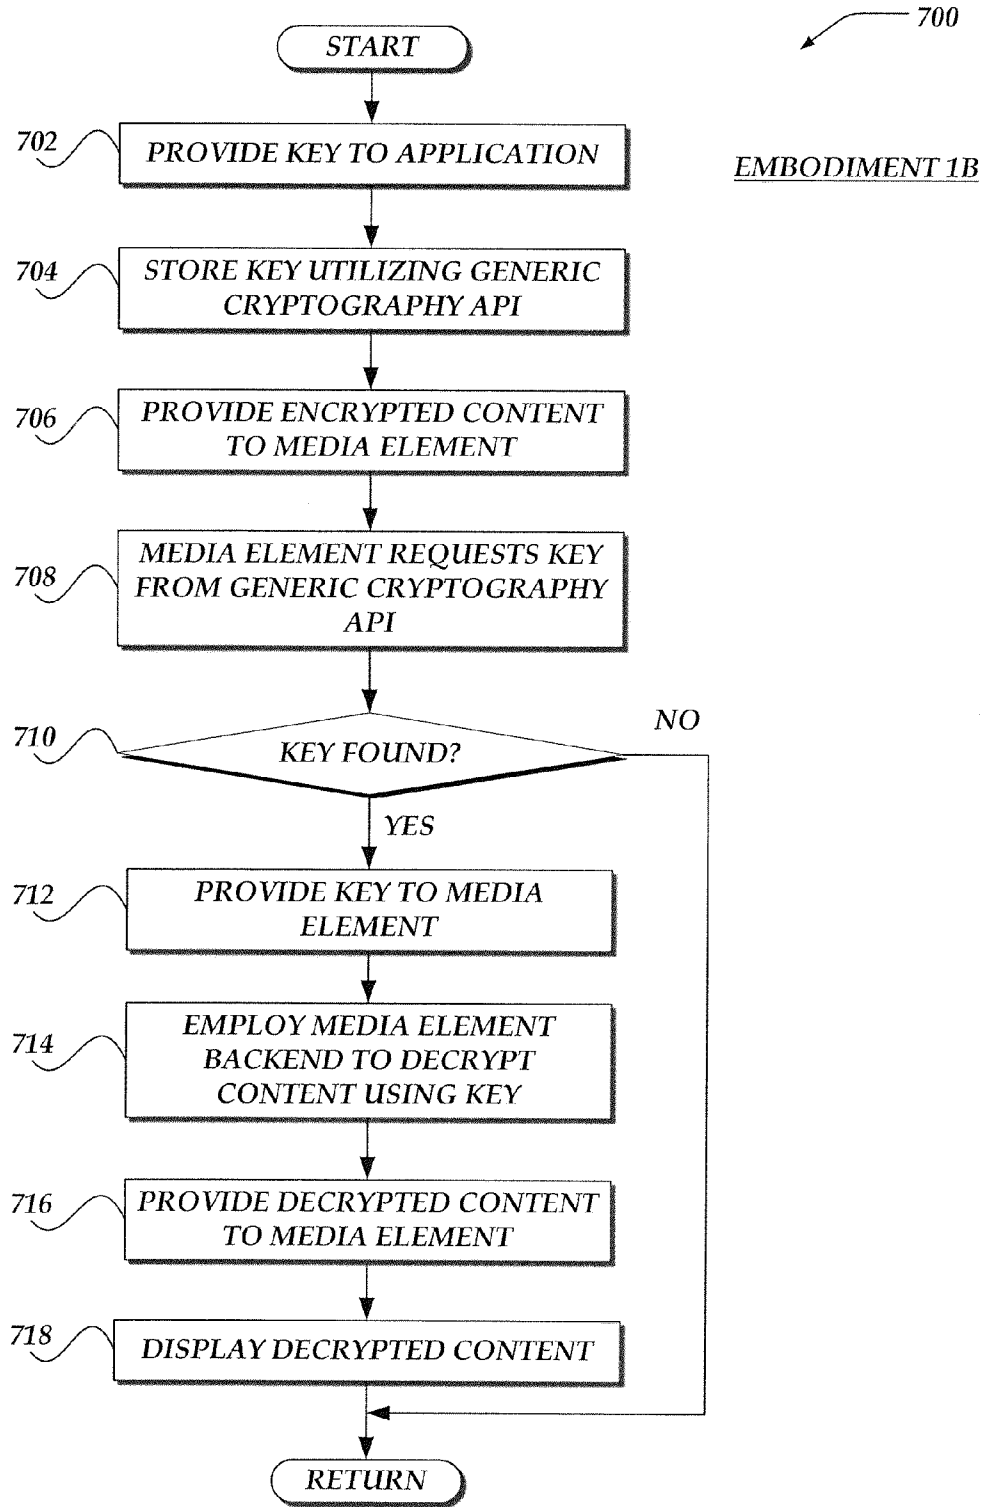 700
START
702
PROVIDE KEY TO APPLICATION
EMBODIMENT 1B
704
STORE KEY UTILIZING GENERIC
CRYPTOGRAPHY API
706
PROVIDE ENCRYPTED CONTENT
TO MEDIA ELEMENT
708
MEDIA ELEMENT REQUESTS KEY
FROM GENERIC CRYPTOGRAPHY
API
710
KEY FOUND?
NO
YES
712
PROVIDE KEY TO MEDIA
ELEMENT
714
EMPLOY MEDIA ELEMENT
BACKEND TO DECRYPT
CONTENT USING KEY
716
PROVIDE DECRYPTED CONTENT
TO MEDIA ELEMENT
718
DISPLAY DECRYPTED CONTENT
RETURN